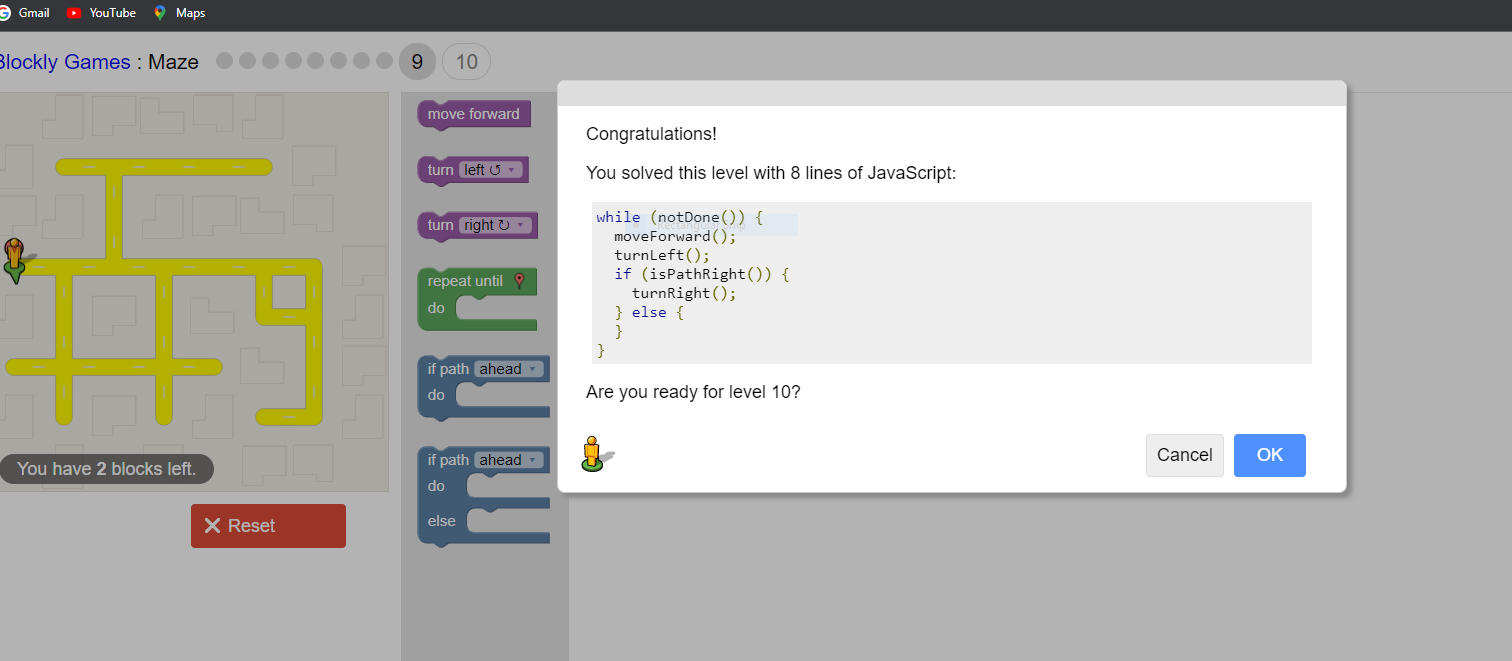 Gmail YouTube Maps
Blockly Games : Maze 9 10
move forward
turn left ↺ ▾
turn right ↻ ▾
repeat until
do
if path ahead ▾
do
if path ahead ▾
do
else
You have 2 blocks left.
Reset
Congratulations!
You solved this level with 8 lines of JavaScript:
while (notDone()) {
  moveForward();
  turnLeft();
  if (isPathRight()) {
    turnRight();
  } else {
  }
}
Are you ready for level 10?
Cancel OK